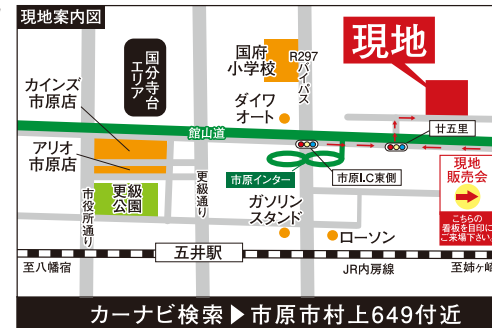 現地案内図
国分寺台
エリア
国府
小学校
R297
バイパス
現地
カインズ
市原店
ダイワ
オート
廿五里
館山道
アリオ
市原店
市原インター
市原I.C東側
現地
販売会
更級
公園
更級通り
市役所通り
ガソリン
スタンド
こちらの
看板を目印に
ご来場下さい。
ローソン
五井駅
至八幡宿
JR内房線
至姉ヶ崎
カーナビ検索▶市原市村上649付近